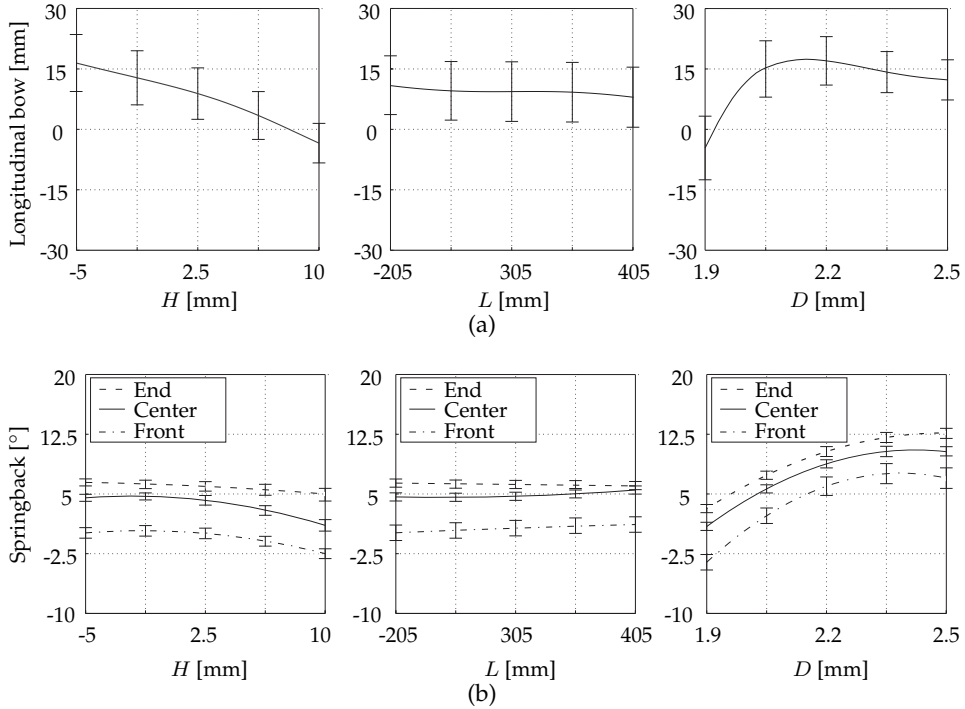 Longitudinal bow [mm]
30
15
0
-15
-30
-5
2.5
10
H [mm]
30
15
0
-15
-30
-205
305
405
L [mm]
30
15
0
-15
-30
1.9
2.2
2.5
D [mm]
(a)
Springback [°]
20
12.5
5
-2.5
-10
End
Center
Front
-5
2.5
10
H [mm]
20
12.5
5
-2.5
-10
End
Center
Front
-205
305
405
L [mm]
20
12.5
5
-2.5
-10
End
Center
Front
1.9
2.2
2.5
D [mm]
(b)